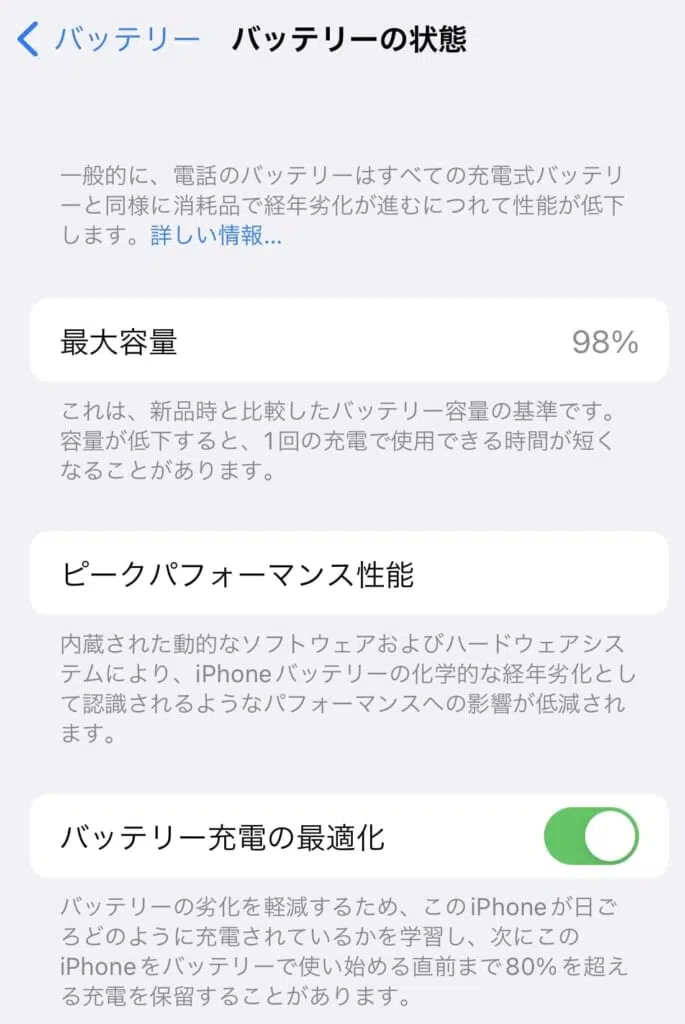 バッテリー バッテリーの状態
一般的に、電話のバッテリーはすべての充電式バッテリ
ーと同様に消耗品で経年劣化が進むにつれて性能が低下
します。詳しい情報...
最大容量 98%
これは、新品時と比較したバッテリー容量の基準です。
容量が低下すると、1回の充電で使用できる時間が短く
なることがあります。
ピークパフォーマンス性能
内蔵された動的なソフトウェアおよびハードウェアシス
テムにより、iPhoneバッテリーの化学的な経年劣化とし
て認識されるようなパフォーマンスへの影響が低減され
ます。
バッテリー充電の最適化
バッテリーの劣化を軽減するため、このiPhoneが日ご
ろどのように充電されているかを学習し、次にこの
iPhoneをバッテリーで使い始める直前まで80%を超え
る充電を保留することがあります。